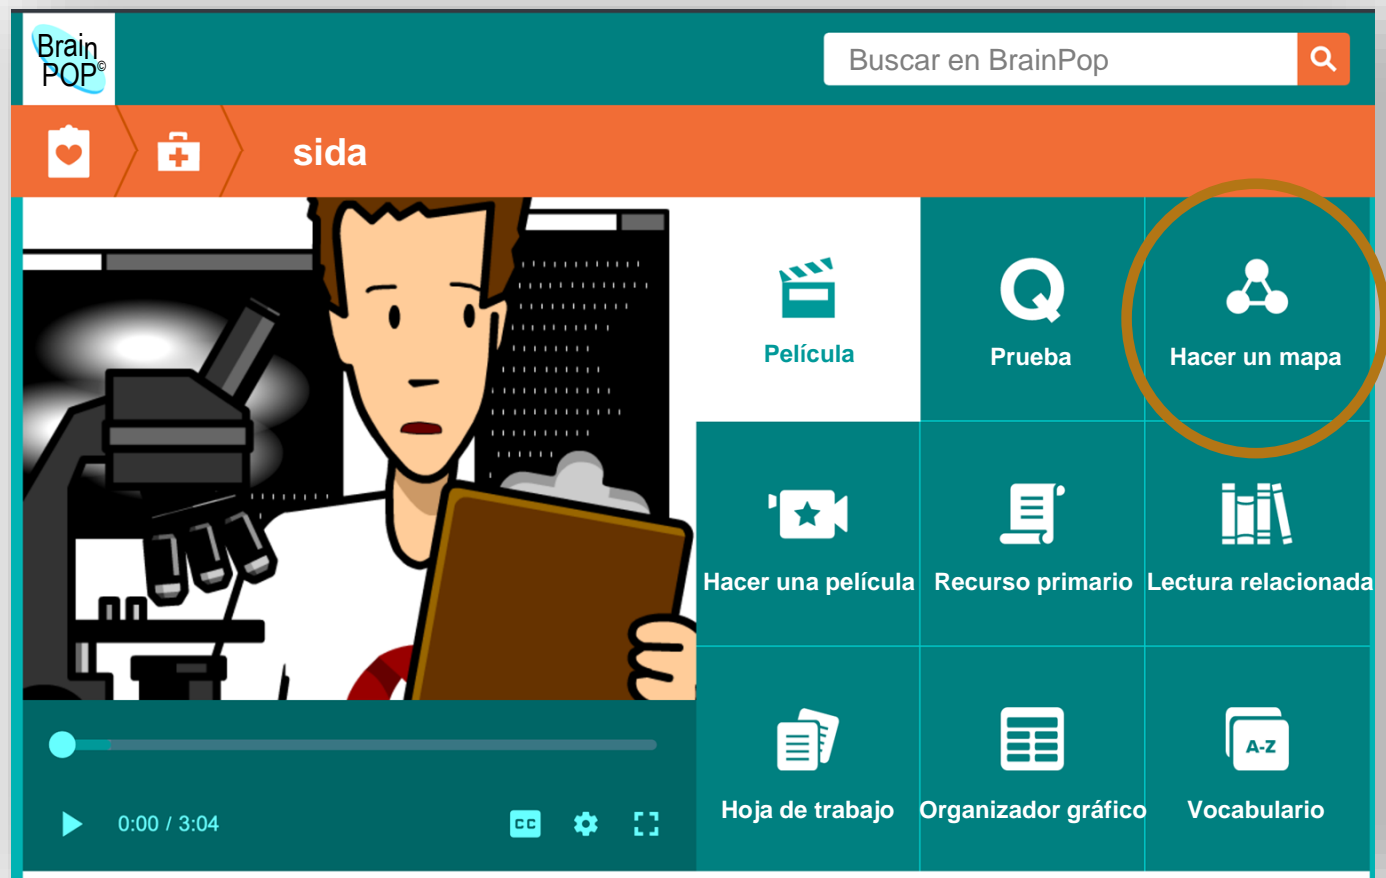 Brain
POP©
Buscar en BrainPop
sida
Película
Prueba
Hacer un mapa
Hacer una película
Recurso primario
Lectura relacionada
Hoja de trabajo
Organizador gráfico
A-Z
Vocabulario
0:00 / 3:04
CC